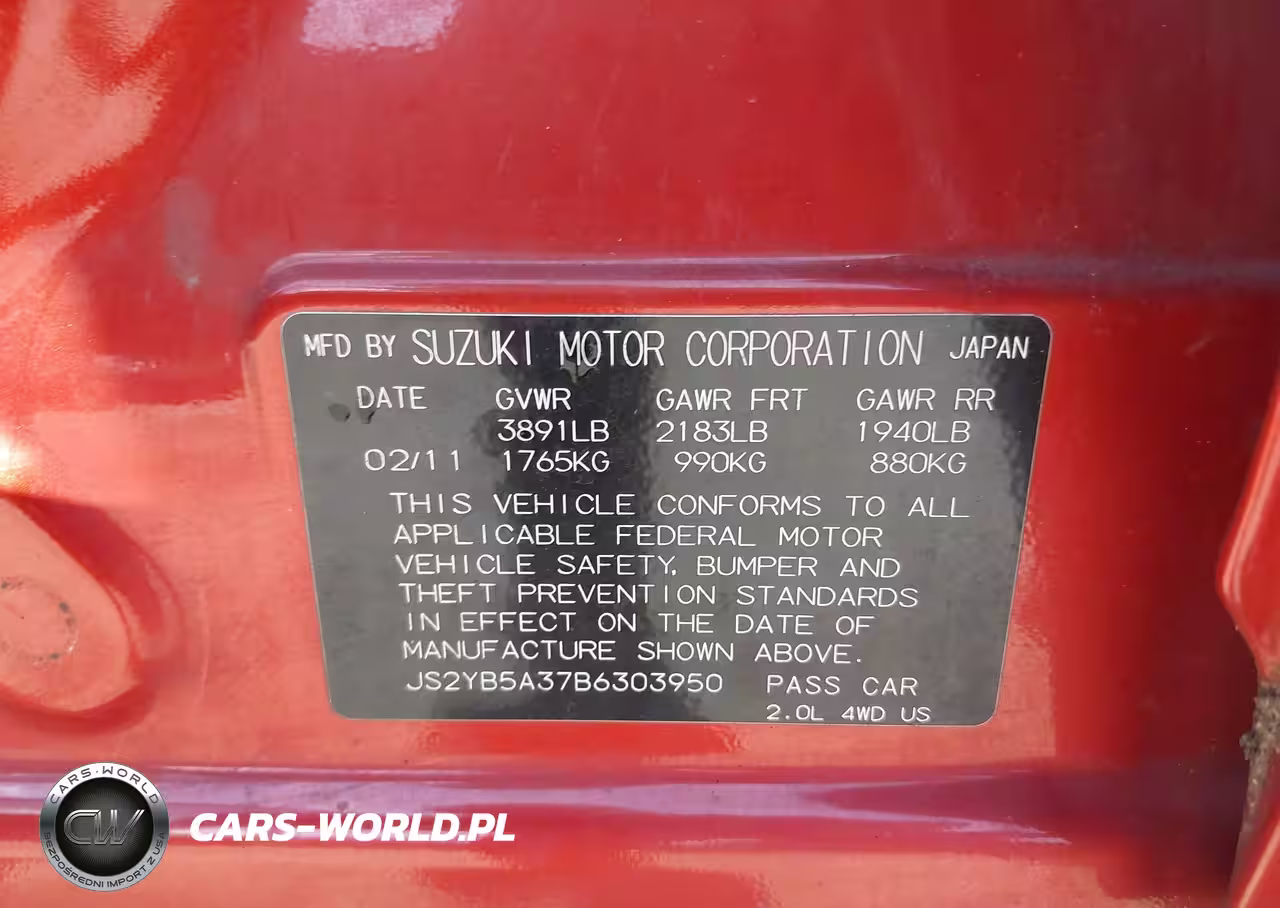 MFD BY SUZUKI MOTOR CORPORATION JAPAN
DATE GVWR GAWR FRT GAWR RR
3891LB 2183LB 1940LB
02/11 1765KG 990KG 880KG
THIS VEHICLE CONFORMS TO ALL
APPLICABLE FEDERAL MOTOR
VEHICLE SAFETY, BUMPER AND
THEFT PREVENTION STANDARDS
IN EFFECT ON THE DATE OF
MANUFACTURE SHOWN ABOVE.
JS2YB5A37B6303950 PASS CAR
2.0L 4WD US
CARS-WORLD
CW
BEZPOŚREDNI IMPORT Z USA
CARS-WORLD.PL